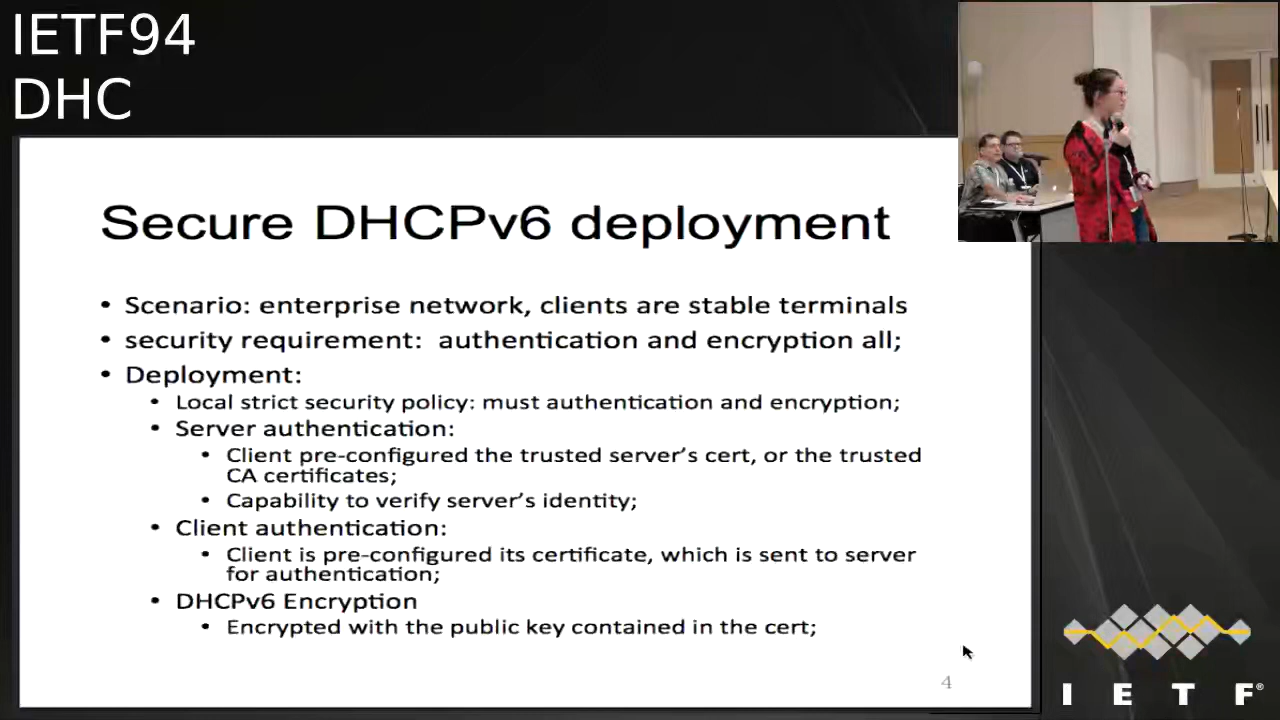 IETF94
DHC
Secure DHCPv6 deployment
• Scenario: enterprise network, clients are stable terminals
• security requirement:  authentication and encryption all;
• Deployment:
• Local strict security policy: must authentication and encryption;
• Server authentication:
• Client pre-configured the trusted server's cert, or the trusted
CA certificates;
• Capability to verify server's identity;
• Client authentication:
• Client is pre-configured its certificate, which is sent to server
for authentication;
• DHCPv6 Encryption
• Encrypted with the public key contained in the cert;
4
I E T F®